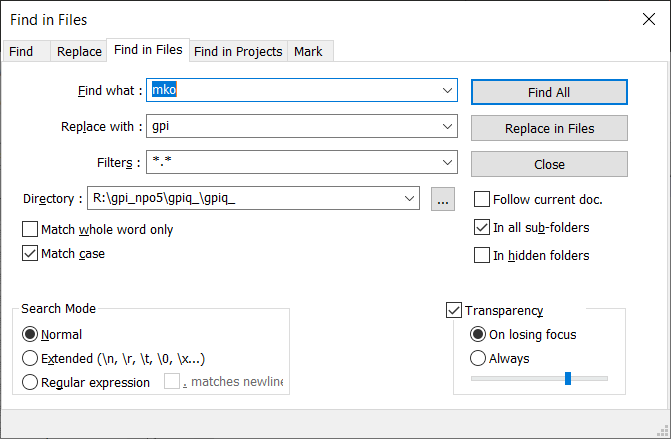 Find in Files
Find Replace Find in Files Find in Projects Mark
Find what : mko Find All
Replace with : gpi Replace in Files
Filters : *.* Close
Directory : R:\gpi_npo5\gpiq_\gpiq_ ... Follow current doc.
Match whole word only In all sub-folders
Match case In hidden folders
Search Mode Transparency
Normal On losing focus
Extended (\n, \r, \t, \0, \x...) Always
Regular expression . matches newline